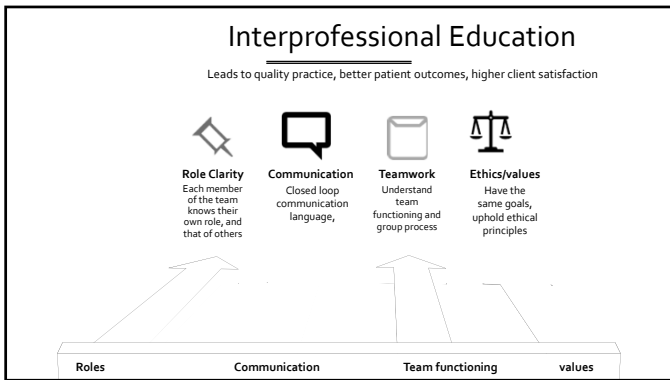 Interprofessional Education
Leads to quality practice, better patient outcomes, higher client satisfaction
Role Clarity
Each member
of the team
knows their
own role, and
that of others
Communication
Closed loop
communication
language,
Teamwork
Understand
team
functioning and
group process
Ethics/values
Have the
same goals,
uphold ethical
principles
Roles Communication Team functioning values